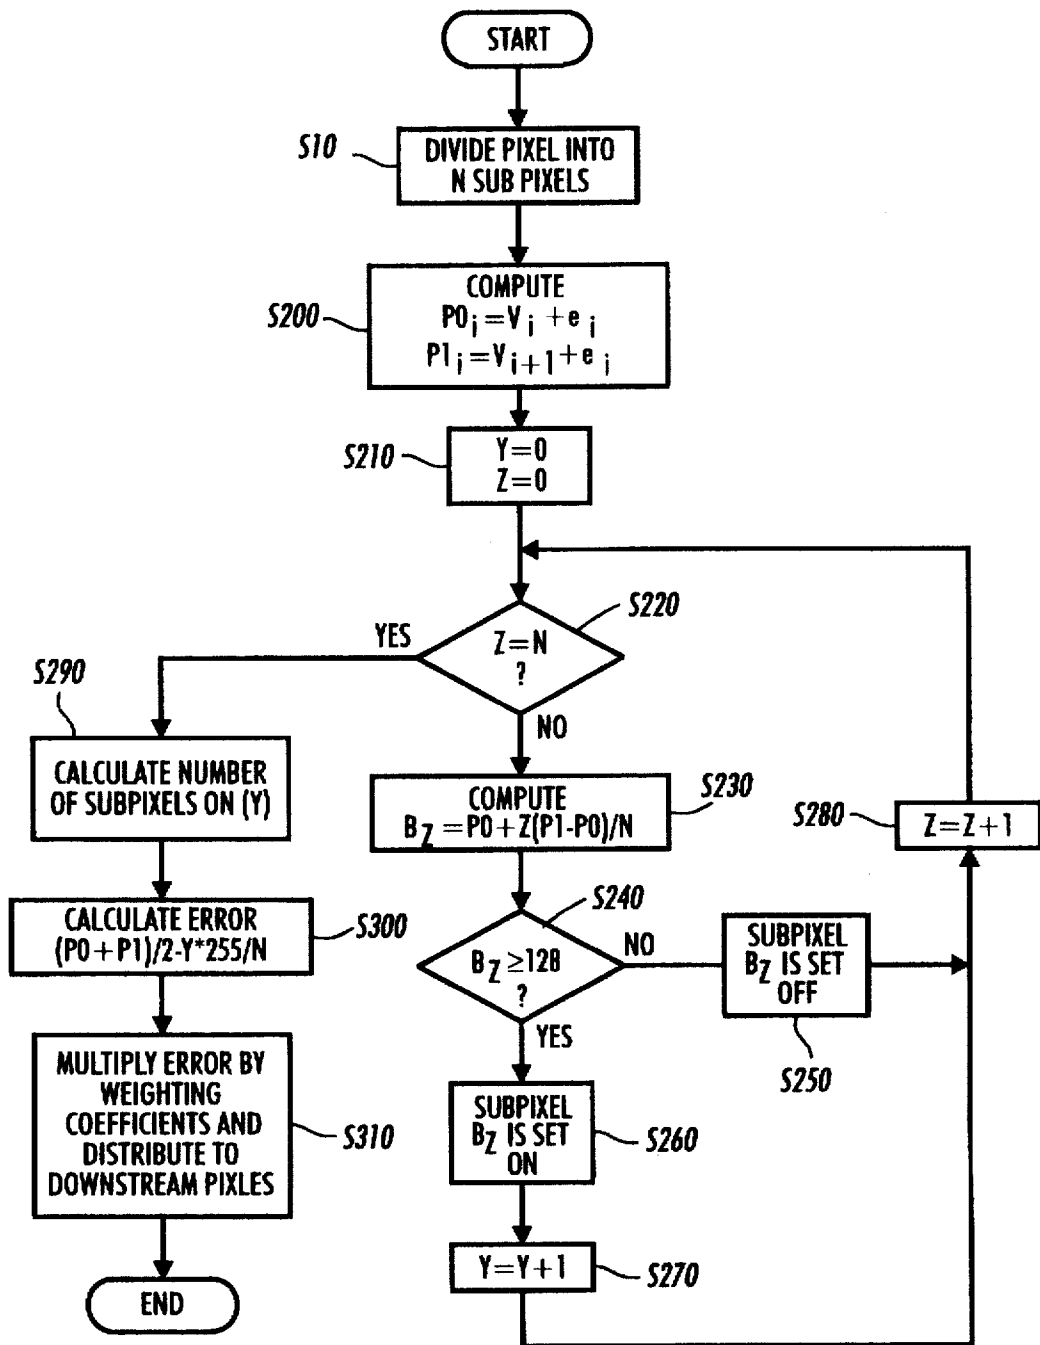 START
S10
DIVIDE PIXEL INTO
N SUB PIXELS
S200
COMPUTE
P0i=Vi+ei
P1i=Vi+1+ei
S210
Y=0
Z=0
S220
Z=N
?
YES
NO
S290
CALCULATE NUMBER
OF SUBPIXELS ON (Y)
S230
COMPUTE
BZ=P0+Z(P1-P0)/N
S280
Z=Z+1
S300
CALCULATE ERROR
(P0+P1)/2-Y*255/N
S240
BZ≥128
?
NO
YES
SUBPIXEL
BZ IS SET
OFF
S250
MULTIPLY ERROR BY
WEIGHTING
COEFFICIENTS AND
DISTRIBUTE TO
DOWNSTREAM PIXLES
S310
SUBPIXEL
BZ IS SET
ON
S260
Y=Y+1
S270
END